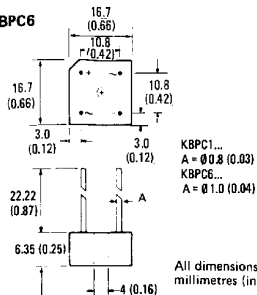 BPC6
16.7
(0.66)
10.8
(0.42)
+
~
~
16.7
(0.66)
10.8
(0.42)
3.0
(0.12)
3.0
(0.12)
KBPC1...
A = Ø 0.8 (0.03)
KBPC6...
A = Ø 1.0 (0.04)
22.22
(0.87)
A
6.35 (0.25)
4 (0.16)
All dimensions
millimetres (in